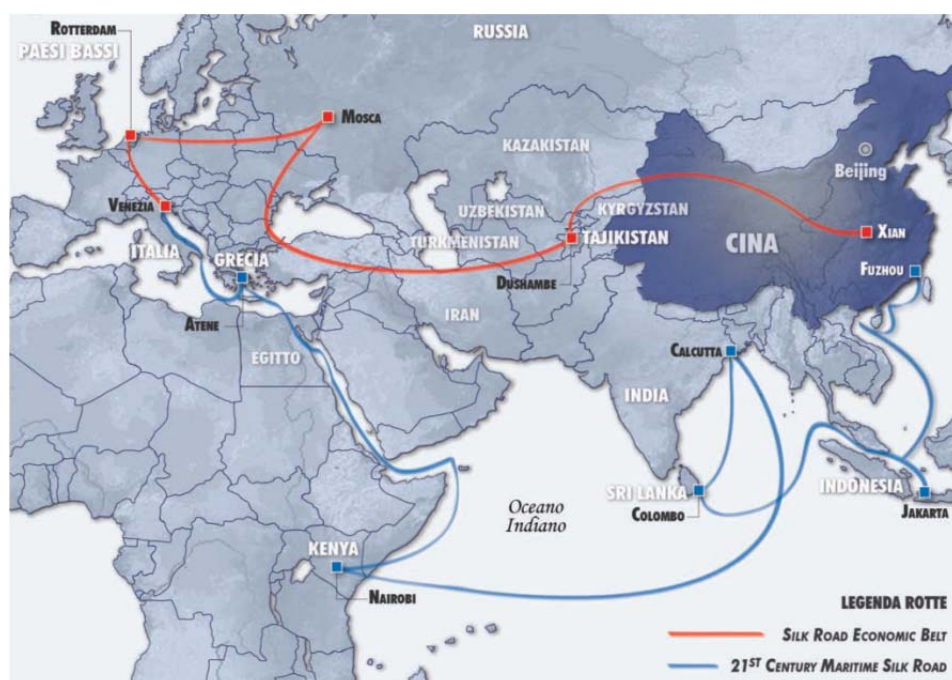 ROTTERDAM
PAESI BASSI
RUSSIA
MOSCA
KAZAKISTAN
Beijing
VENEZIA
UZBEKISTAN
KYRGYZSTAN
XIAN
ITALIA
GRECIA
TURKMENISTAN
TAJIKISTAN
CINA
FUZHOU
DUSHAMBE
ATENE
IRAN
EGITTO
CALCUTTA
INDIA
SRI LANKA
INDONESIA
COLOMBO
JAKARTA
Oceano
Indiano
KENYA
NAIROBI
LEGENDA ROTTE
SILK ROAD ECONOMIC BELT
21ST CENTURY MARITIME SILK ROAD